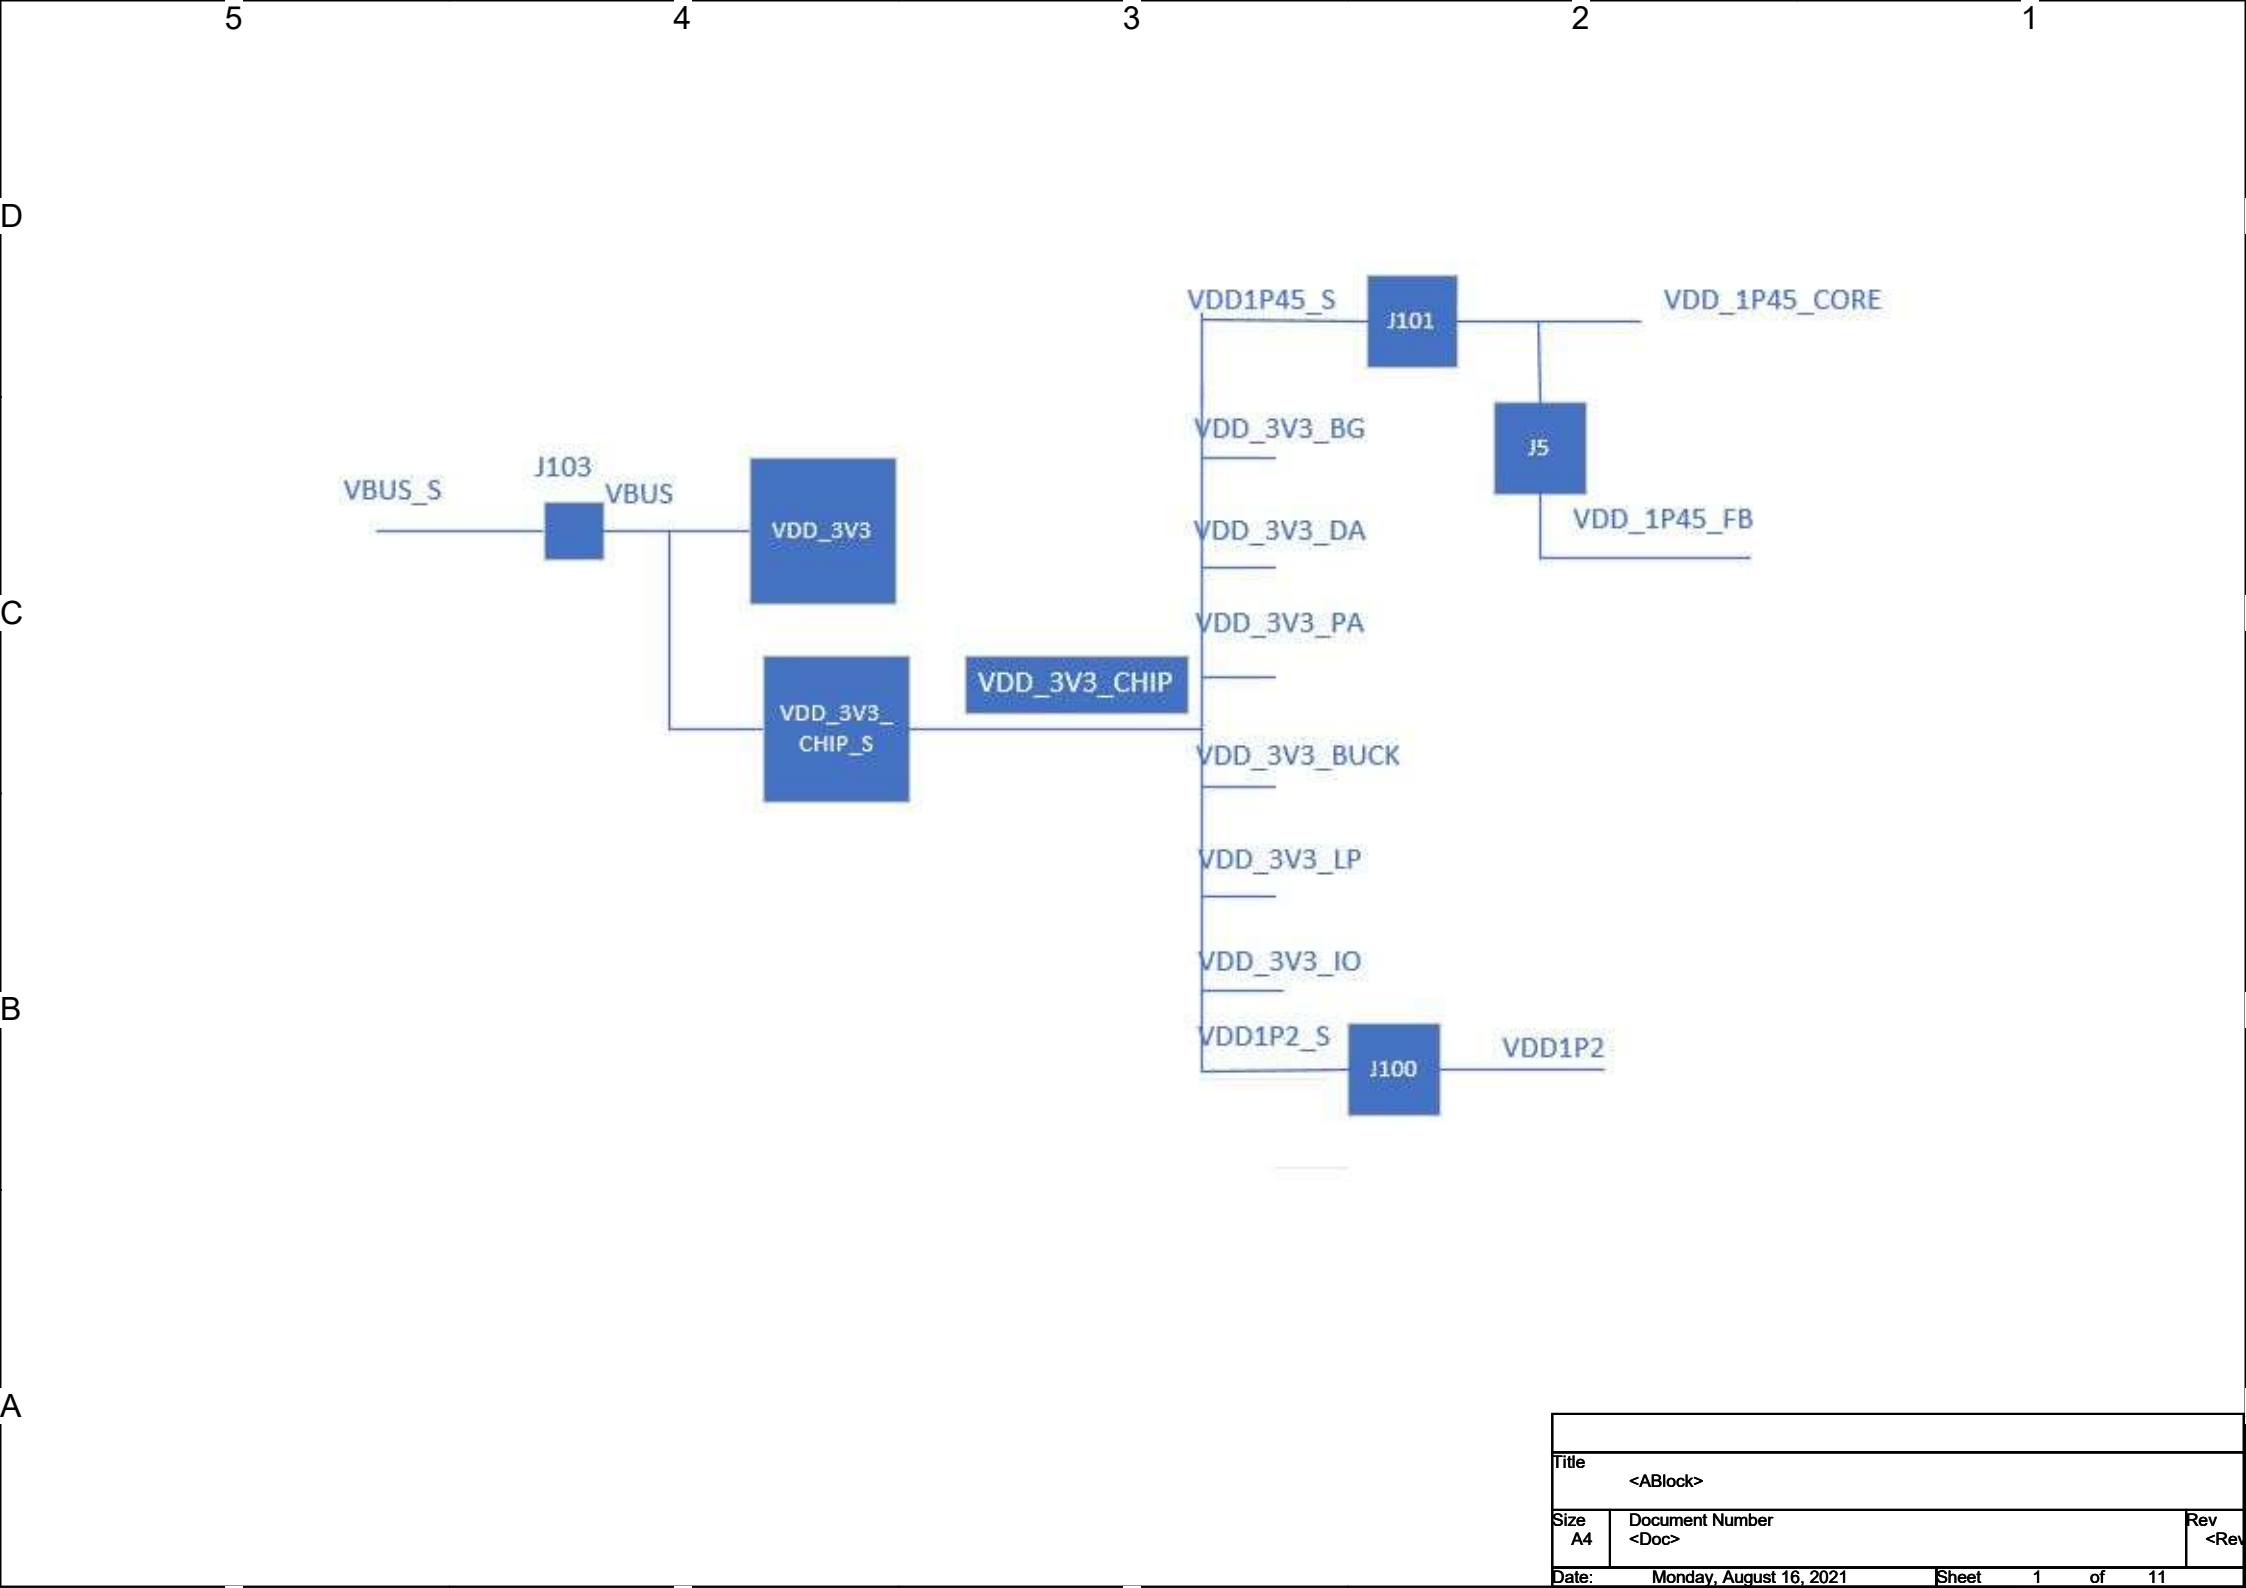 5 4 3 2 1
D
VDD1P45_S
J101
VDD_1P45_CORE
VDD_3V3_BG
J5
J103
VBUS_S
VBUS
VDD_3V3
VDD_3V3_DA
VDD_1P45_FB
C
VDD_3V3_PA
VDD_3V3_CHIP
VDD_3V3_
CHIP_S
VDD_3V3_BUCK
VDD_3V3_LP
VDD_3V3_IO
B
VDD1P2_S
J100
VDD1P2
A
Title
<ABlock>
Size Document Number Rev
A4 <Doc> <Rev
Date: Monday, August 16, 2021 Sheet 1 of 11